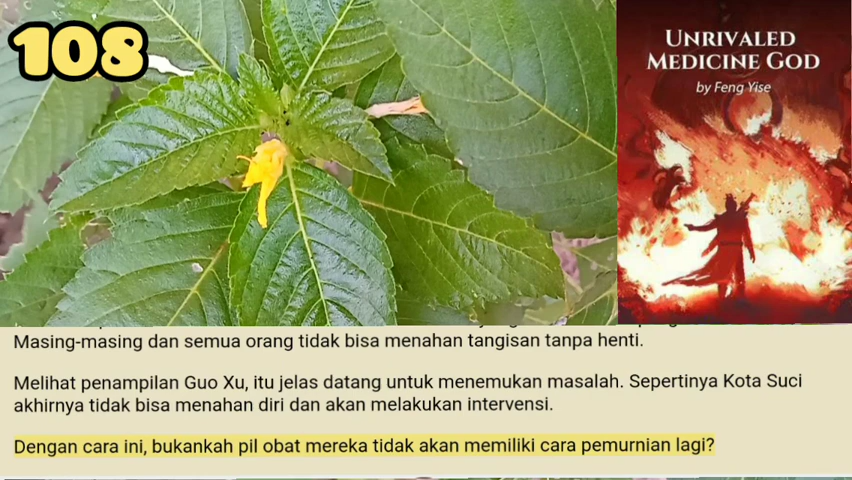 108
UNRIVALED
MEDICINE GOD
by Feng Yise
Masing-masing dan semua orang tidak bisa menahan tangisan tanpa henti.
Melihat penampilan Guo Xu, itu jelas datang untuk menemukan masalah. Sepertinya Kota Suci
akhirnya tidak bisa menahan diri dan akan melakukan intervensi.
Dengan cara ini, bukankah pil obat mereka tidak akan memiliki cara pemurnian lagi?